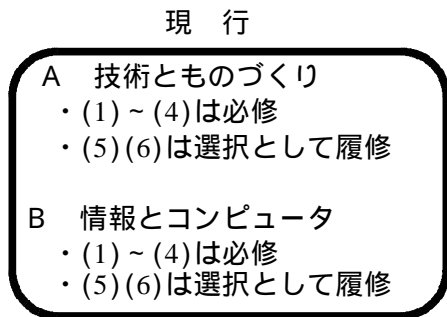 現 行
A 技術とものづくり
・(1)~(4)は必修
・(5)(6)は選択として履修
B 情報とコンピュータ
・(1)~(4)は必修
・(5)(6)は選択として履修